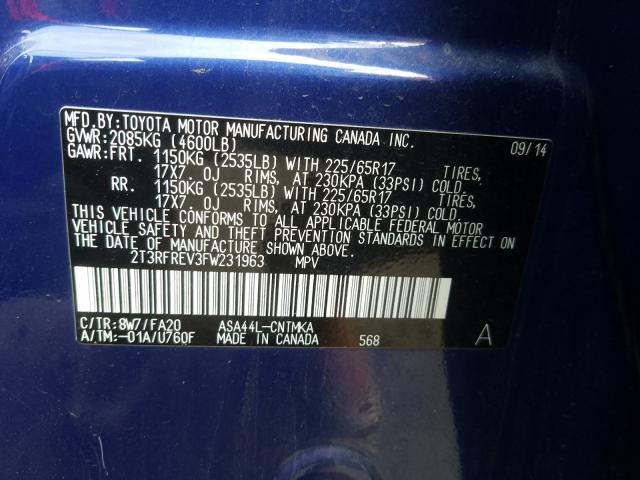 MFD.BY:TOYOTA MOTOR MANUFACTURING CANADA INC.
GVWR:2085KG (4600LB) 09/14
GAWR:FRT. 1150KG (2535LB) WITH 225/65R17 TIRES,
17X7. 0J RIMS, AT 230KPA (33PSI) COLD.
RR. 1150KG (2535LB) WITH 225/65R17 TIRES,
17X7. 0J RIMS, AT 230KPA (33PSI) COLD.
THIS VEHICLE CONFORMS TO ALL APPLICABLE FEDERAL MOTOR
VEHICLE SAFETY AND THEFT PREVENTION STANDARDS IN EFFECT ON
THE DATE OF MANUFACTURE SHOWN ABOVE.
2T3RFREV3FW231963 MPV
C/TR:8W7/FA20 ASA44L-CNTMKA
A/TM:-01A/U760F MADE IN CANADA 568 A